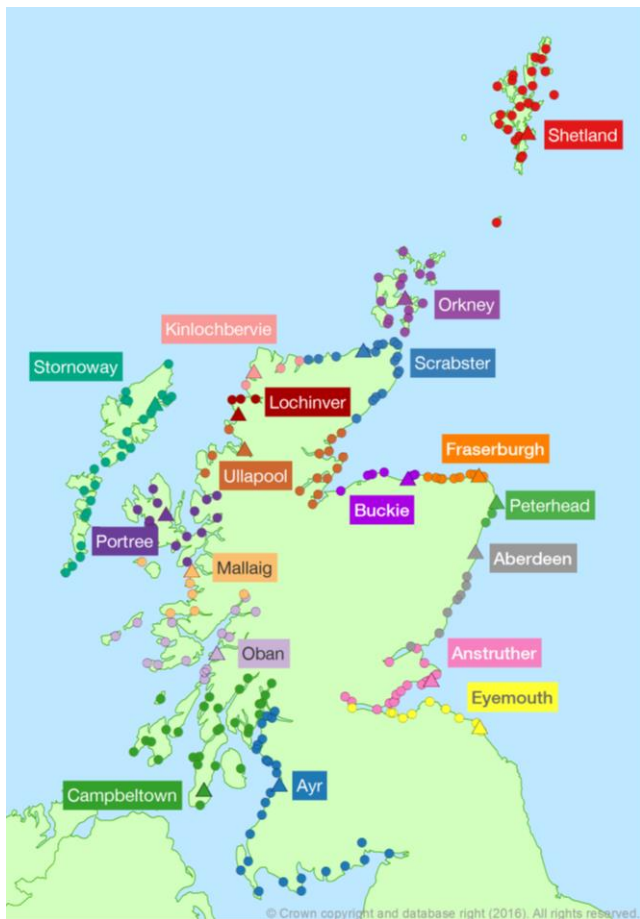 Shetland
Orkney
Kinlochbervie
Scrabster
Stornoway
Lochinver
Fraserburgh
Ullapool
Buckie
Peterhead
Portree
Aberdeen
Mallaig
Oban
Anstruther
Eyemouth
Campbeltown
Ayr
© Crown copyright and database right (2016). All rights reserved.